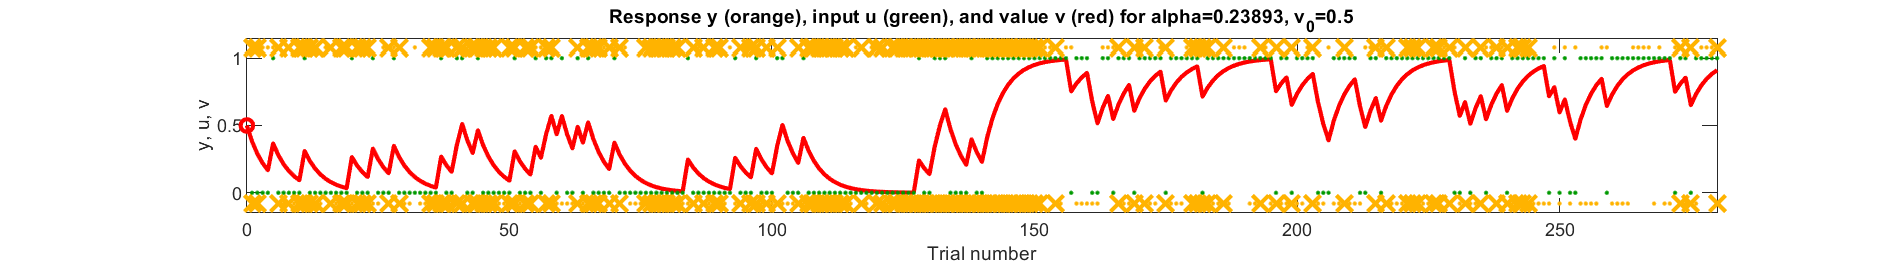 Response y (orange), input u (green), and value v (red) for alpha=0.23893, v₀=0.5
y, u, v
1
0.5
0
0 50 100 150 200 250
Trial number